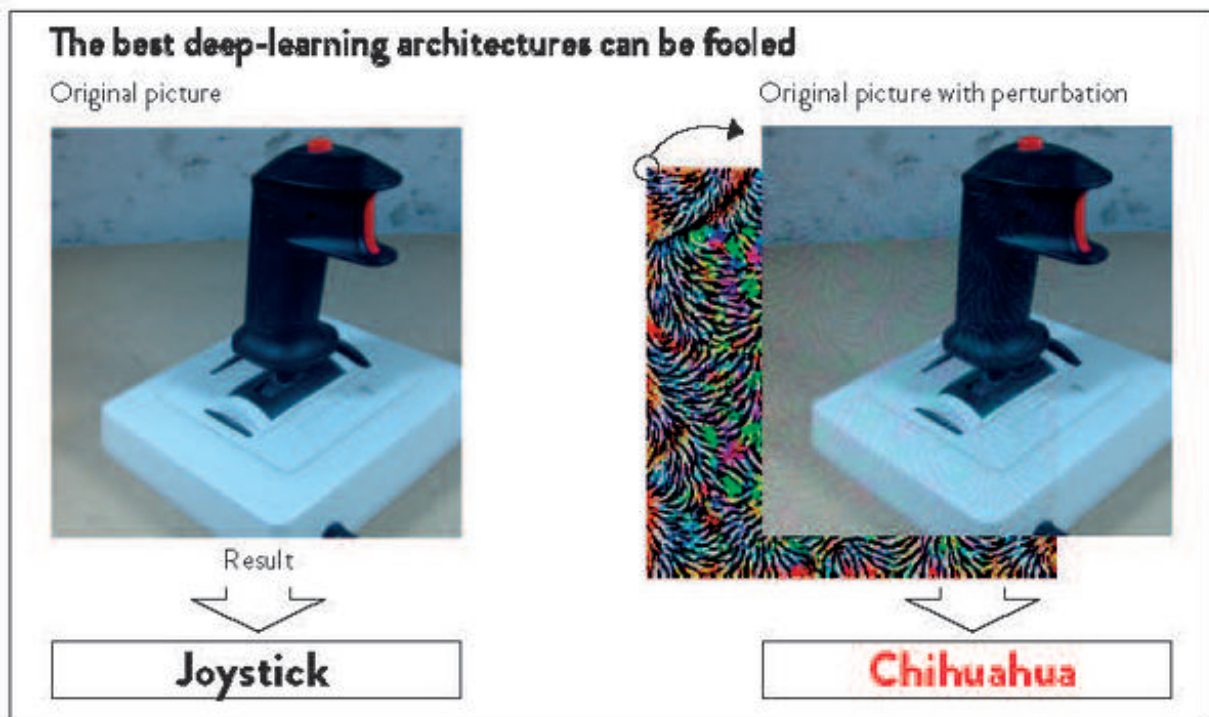 The best deep-learning architectures can be fooled
Original picture
Original picture with perturbation
Result
Joystick
Chihuahua